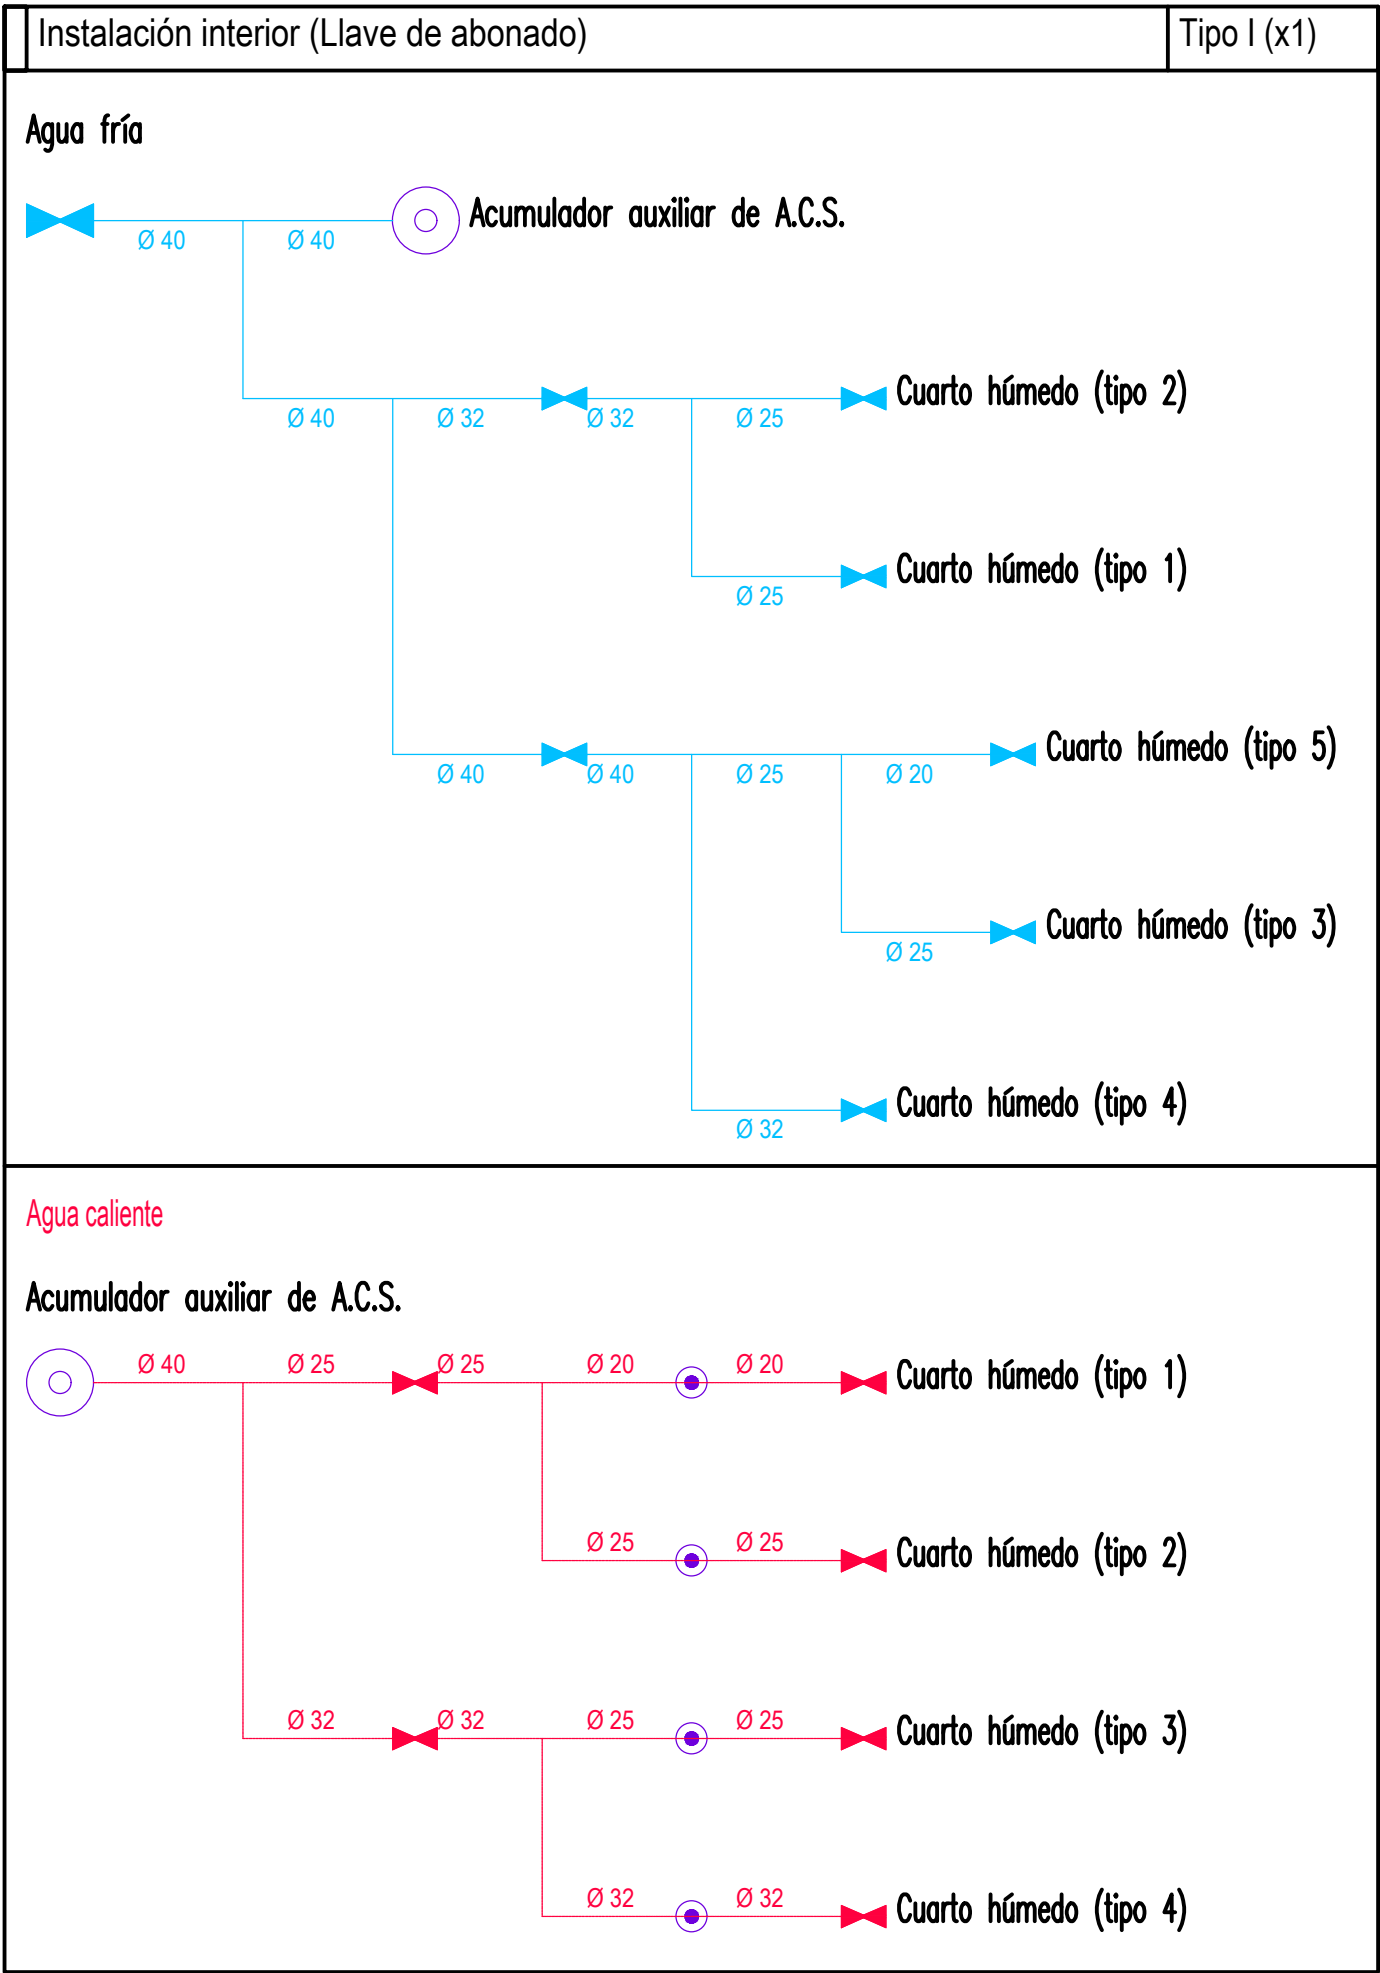 Instalación interior (Llave de abonado) Tipo I (x1)
Agua fría
Acumulador auxiliar de A.C.S.
Ø 40 Ø 40
Cuarto húmedo (tipo 2)
Ø 40 Ø 32 Ø 32 Ø 25
Cuarto húmedo (tipo 1)
Ø 25
Cuarto húmedo (tipo 5)
Ø 40 Ø 40 Ø 25 Ø 20
Cuarto húmedo (tipo 3)
Ø 25
Cuarto húmedo (tipo 4)
Ø 32
Agua caliente
Acumulador auxiliar de A.C.S.
Ø 40 Ø 25 Ø 25 Ø 20 Ø 20 Cuarto húmedo (tipo 1)
Ø 25 Ø 25 Cuarto húmedo (tipo 2)
Ø 32 Ø 32 Ø 25 Ø 25 Cuarto húmedo (tipo 3)
Ø 32 Ø 32 Cuarto húmedo (tipo 4)